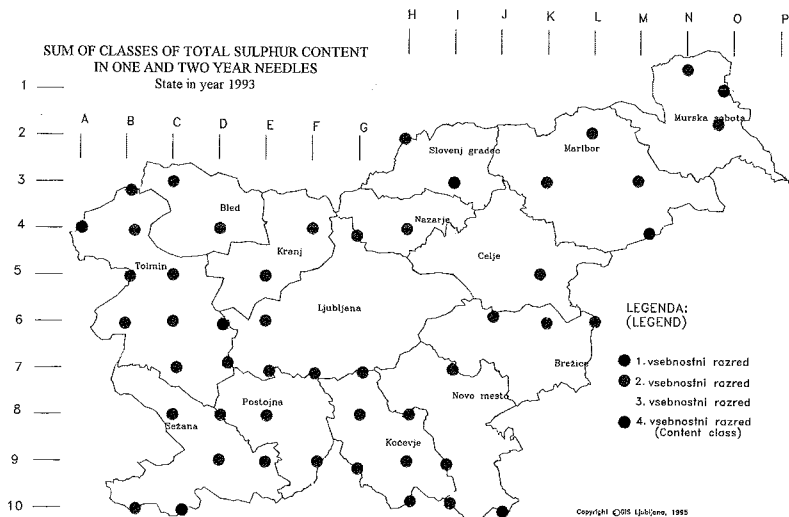 SUM OF CLASSES OF TOTAL SULPHUR CONTENT
IN ONE AND TWO YEAR NEEDLES
State in year 1993
H I J K L M N O P
A B C D E F G
1
2
3
4
5
6
7
8
9
10
Murska sobota
Slovenj gradec
Maribor
Bled
Nazarje
Kranj
Celje
Tolmin
Ljubljana
Brežice
Novo mesto
Postojna
Sežana
Kočevje
LEGENDA:
(LEGEND)
1. vsebnostni razred
2. vsebnostni razred
3. vsebnostni razred
4. vsebnostni razred
(Content class)
Copyright ©GIS Ljubljana, 1995